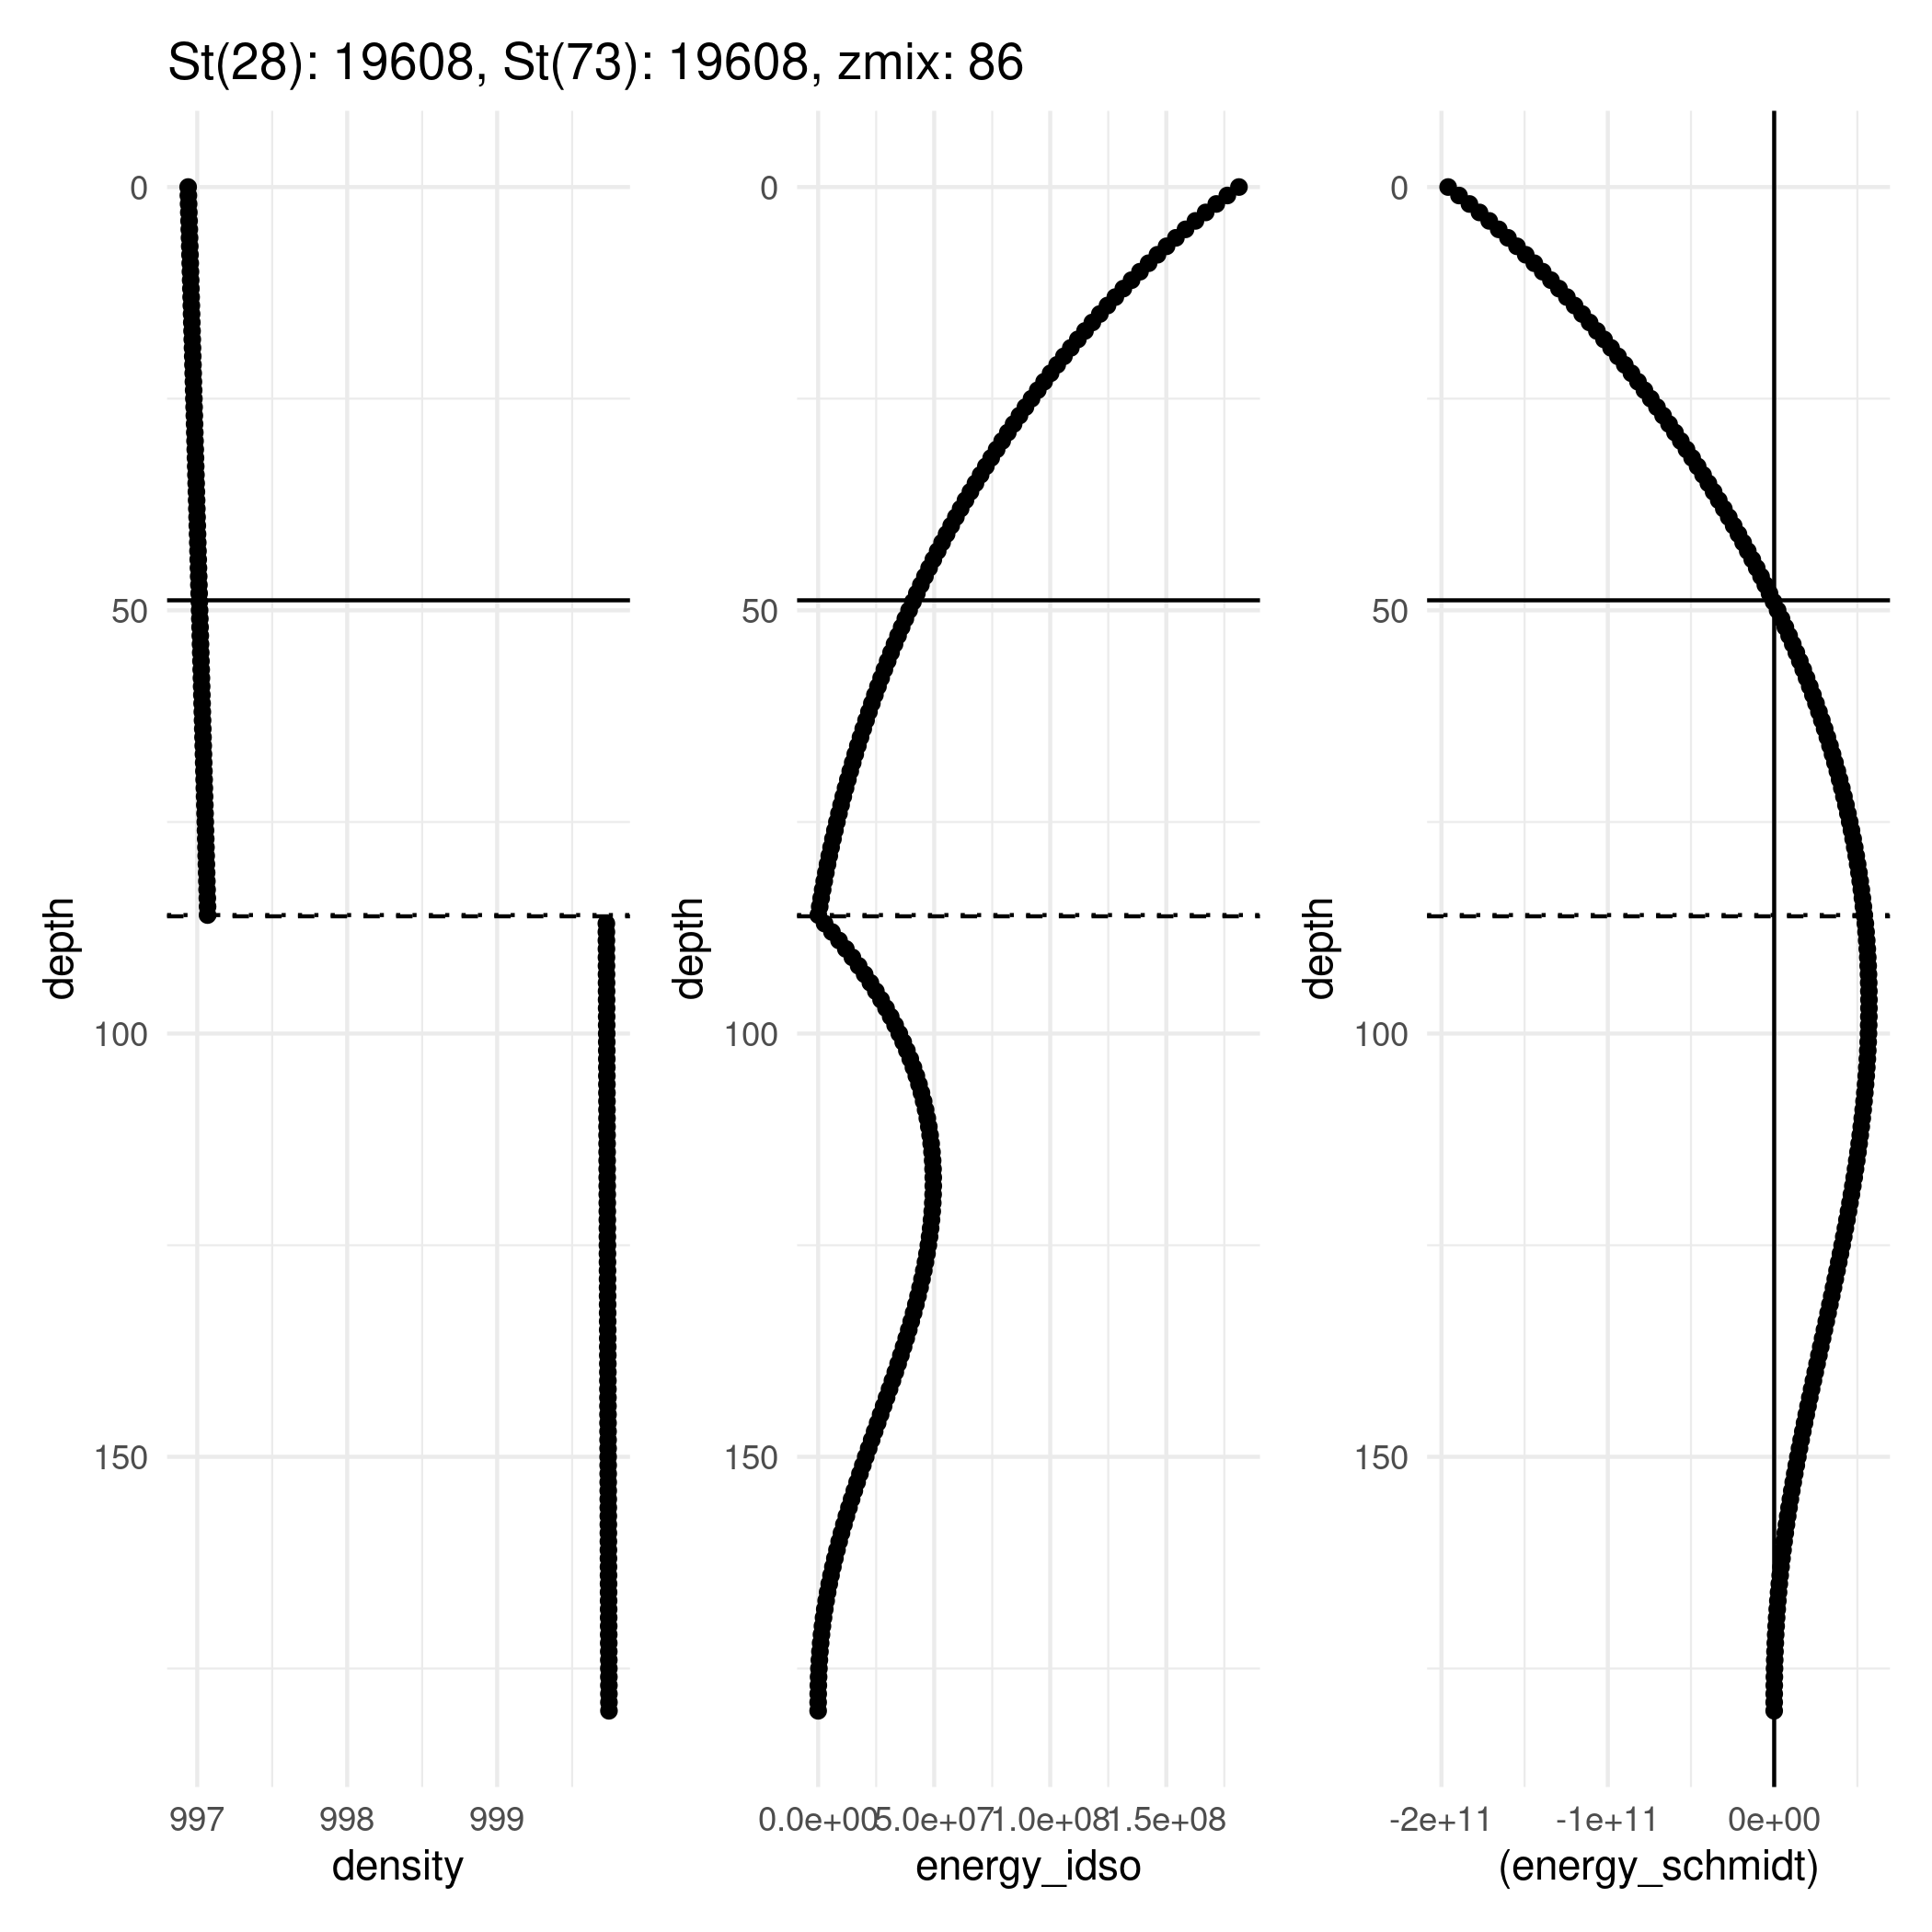 St(28): 19608, St(73): 19608, zmix: 86
0
50
100
150
depth
997
998
999
density
0
50
100
150
depth
0.0e+00
5.0e+07
1.0e+08
1.5e+08
energy_idso
0
50
100
150
depth
-2e+11
-1e+11
0e+00
(energy_schmidt)